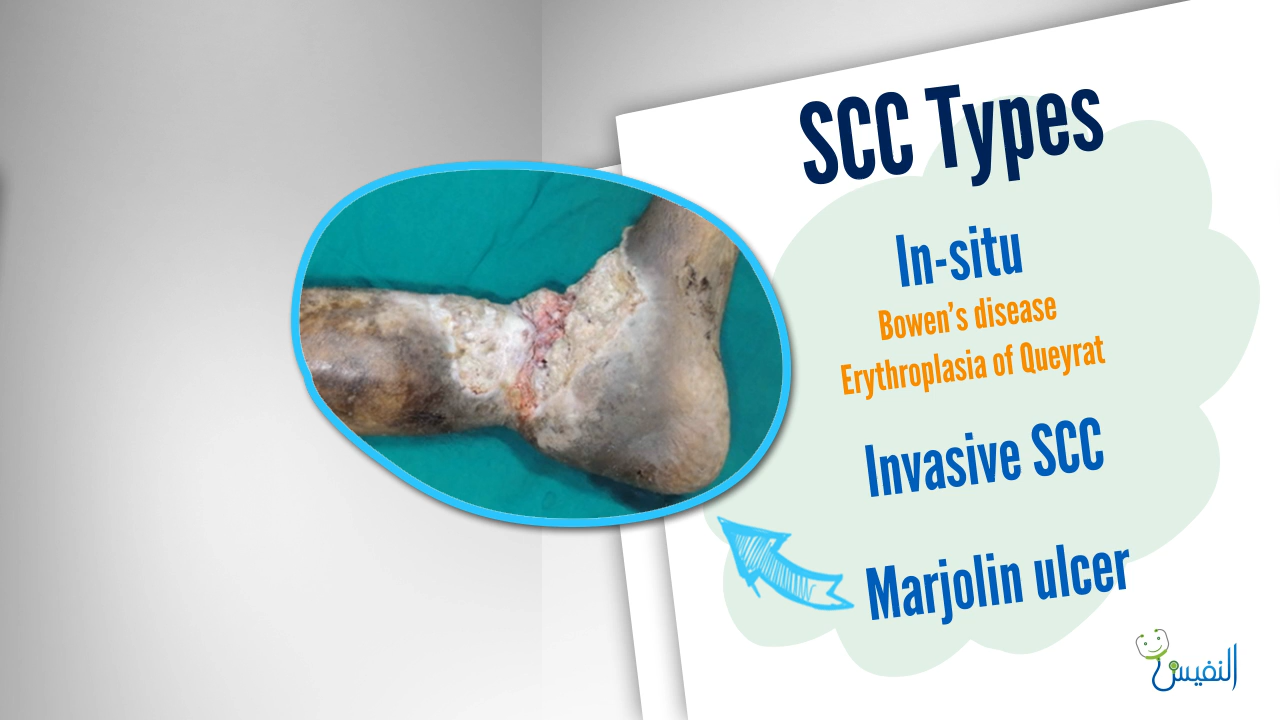 SCC Types
In-situ
Bowen's disease
Erythroplasia of Queyrat
Invasive SCC
Marjolin ulcer
النفيس